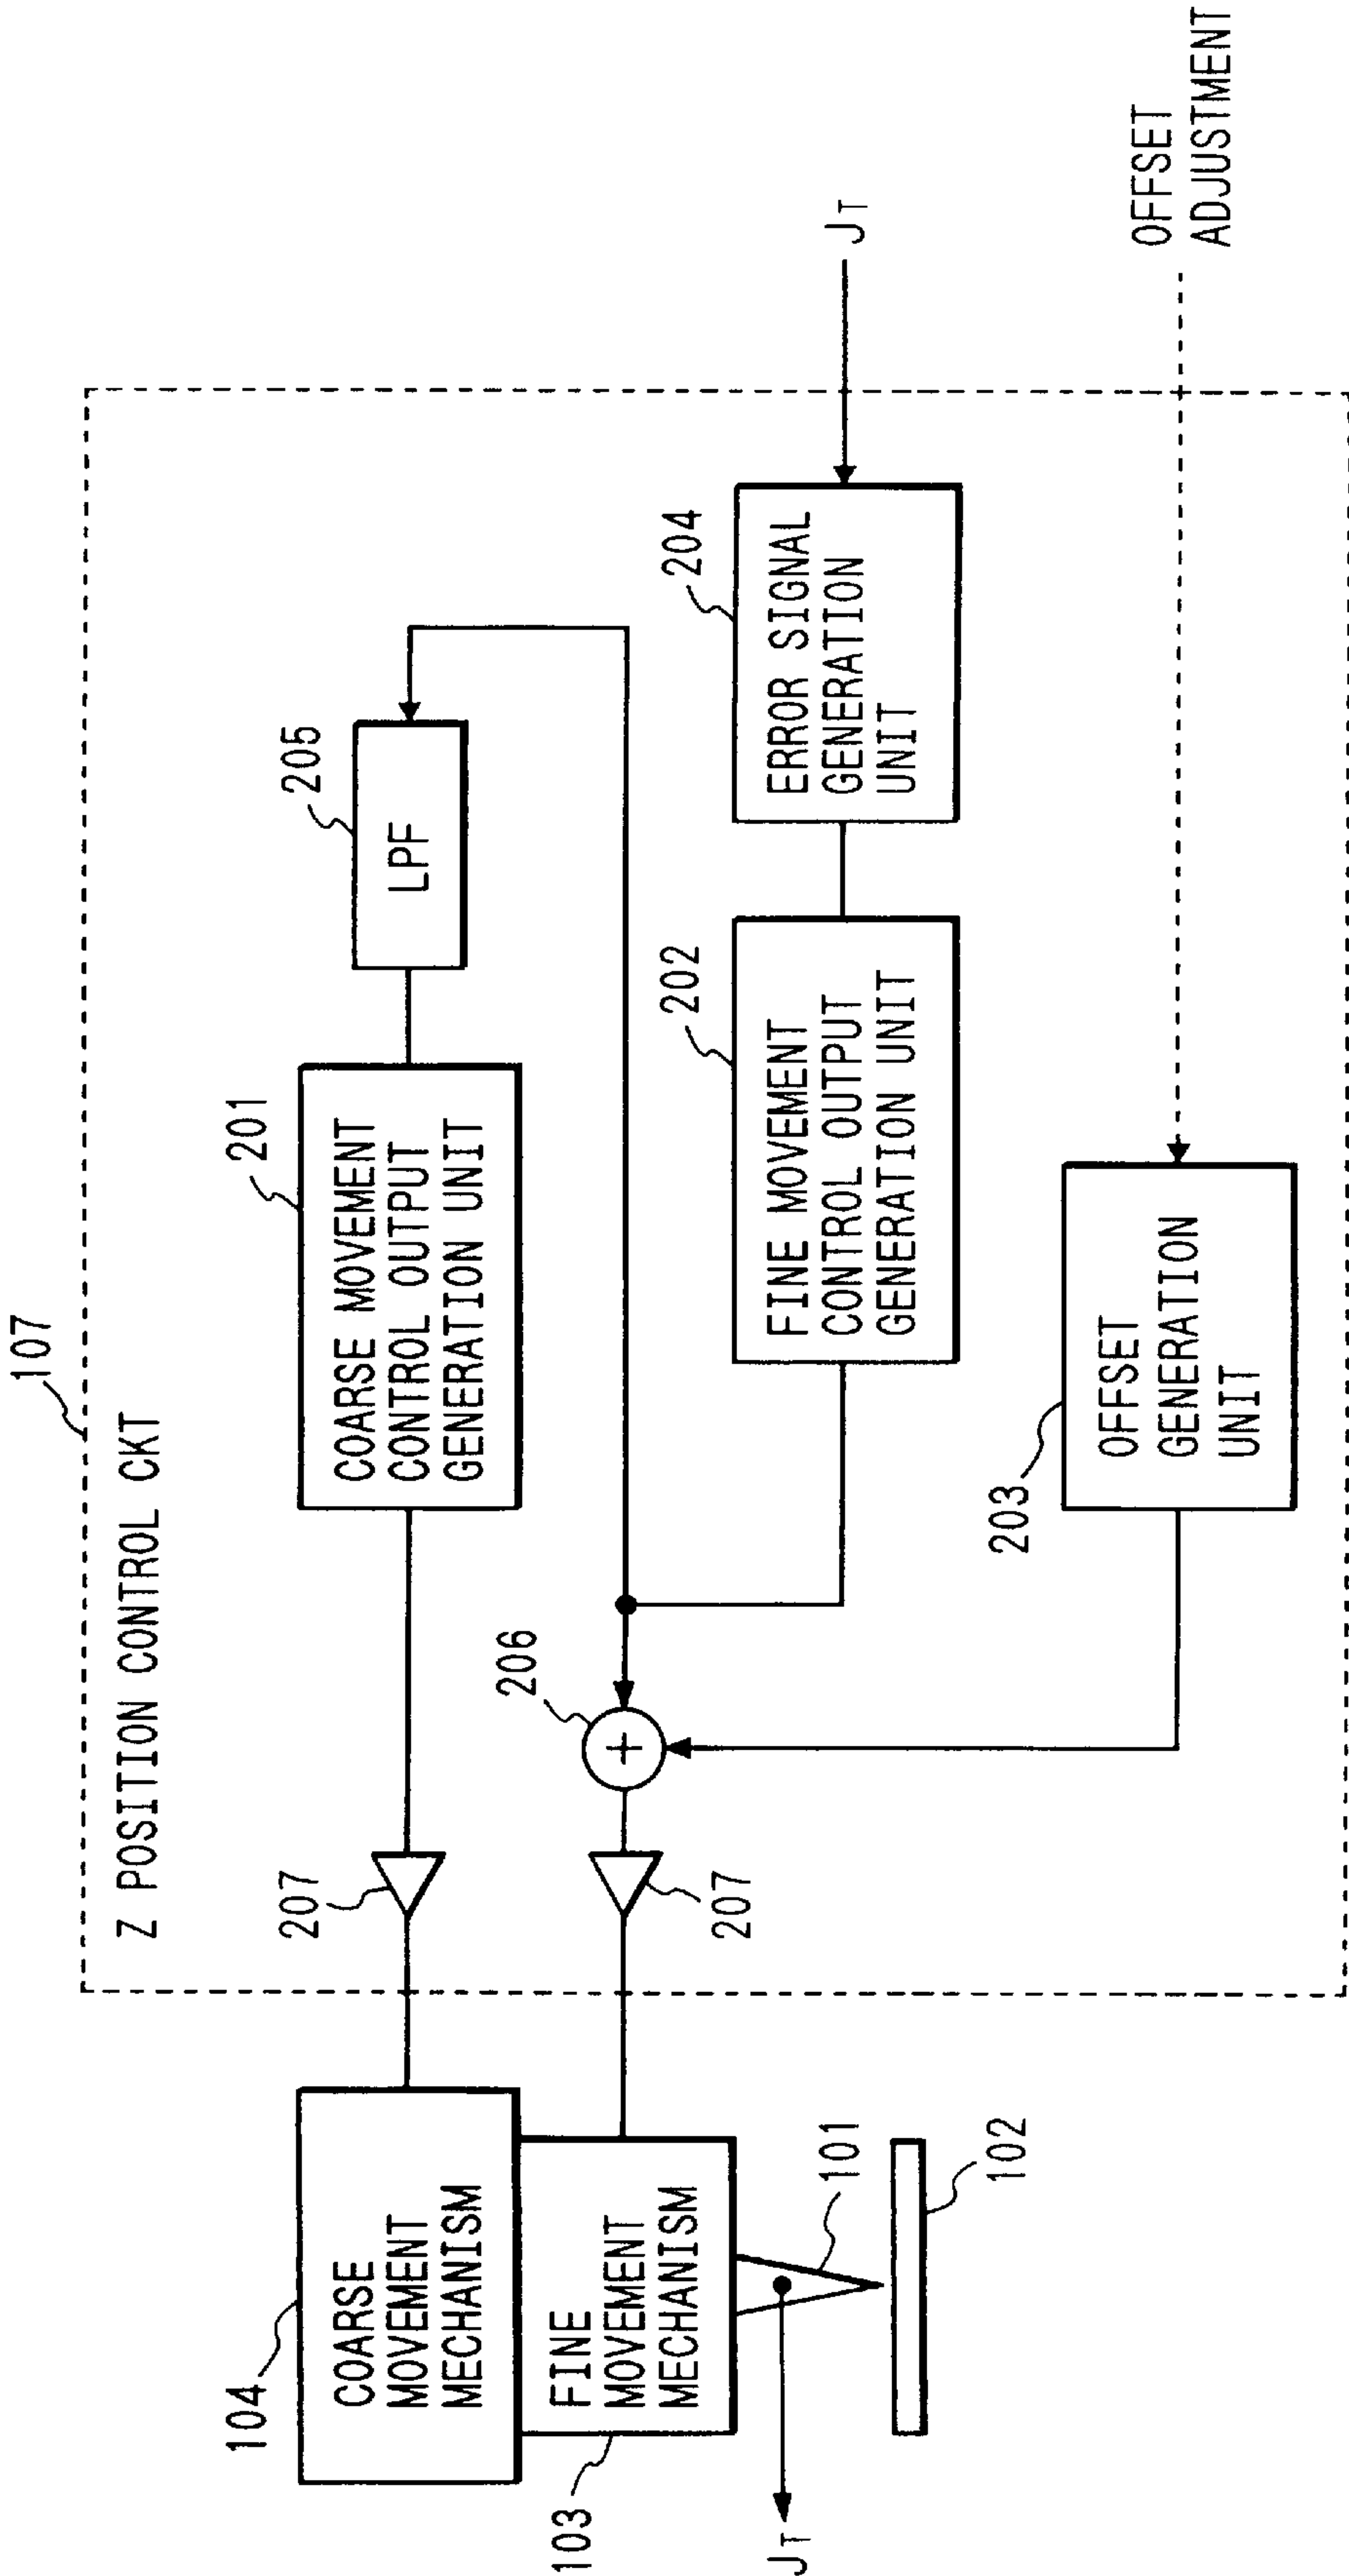 107
Z POSITION CONTROL CKT
104
COARSE
MOVEMENT
MECHANISM
207
201
COARSE MOVEMENT
CONTROL OUTPUT
GENERATION UNIT
205
LPF
103
FINE
MOVEMENT
MECHANISM
207
206
+
202
FINE MOVEMENT
CONTROL OUTPUT
GENERATION UNIT
204
ERROR SIGNAL
GENERATION
UNIT
JT
JT
101
102
203
OFFSET
GENERATION
UNIT
OFFSET
ADJUSTMENT